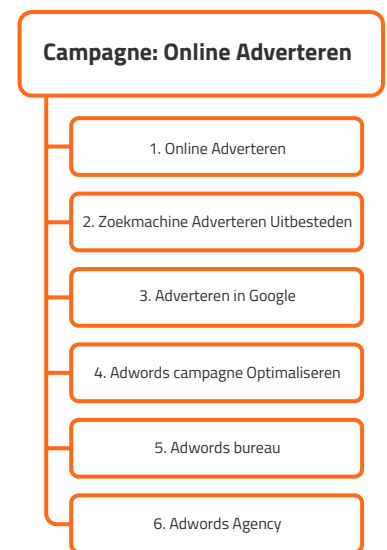 Campagne: Online Adverteren
1. Online Adverteren
2. Zoekmachine Adverteren Uitbesteden
3. Adverteren in Google
4. Adwords campagne Optimaliseren
5. Adwords bureau
6. Adwords Agency